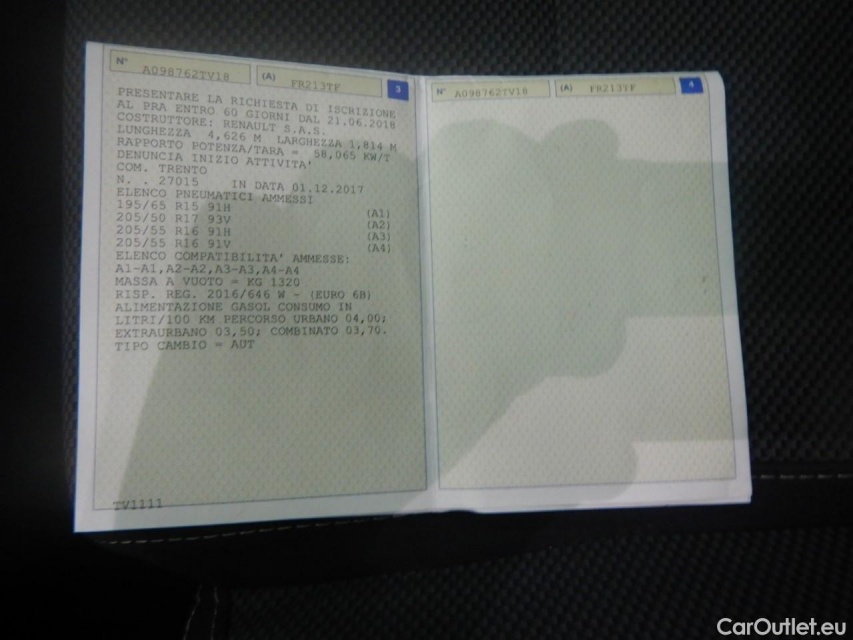 N° A098762TV18 (A) FR213TF 3
PRESENTARE LA RICHIESTA DI ISCRIZIONE
AL PRA ENTRO 60 GIORNI DAL 21.06.2018
COSTRUTTORE: RENAULT S.A.S.
LUNGHEZZA 4,626 M LARGHEZZA 1,814 M
RAPPORTO POTENZA/TARA = 58,065 KW/T
DENUNCIA INIZIO ATTIVITA'
COM. TRENTO
N. . 27015 IN DATA 01.12.2017
ELENCO PNEUMATICI AMMESSI
195/65 R15 91H (A1)
205/50 R17 93V (A2)
205/55 R16 91H (A3)
205/55 R16 91V (A4)
ELENCO COMPATIBILITA' AMMESSE:
A1-A1,A2-A2,A3-A3,A4-A4
MASSA A VUOTO = KG 1320
RISP. REG. 2016/646 W - (EURO 6B)
ALIMENTAZIONE GASOL CONSUMO IN
LITRI/100 KM PERCORSO URBANO 04,00;
EXTRAURBANO 03,50; COMBINATO 03,70.
TIPO CAMBIO = AUT
TV1111
N° A098762TV18 (A) FR213TF 4
CarOutlet.eu